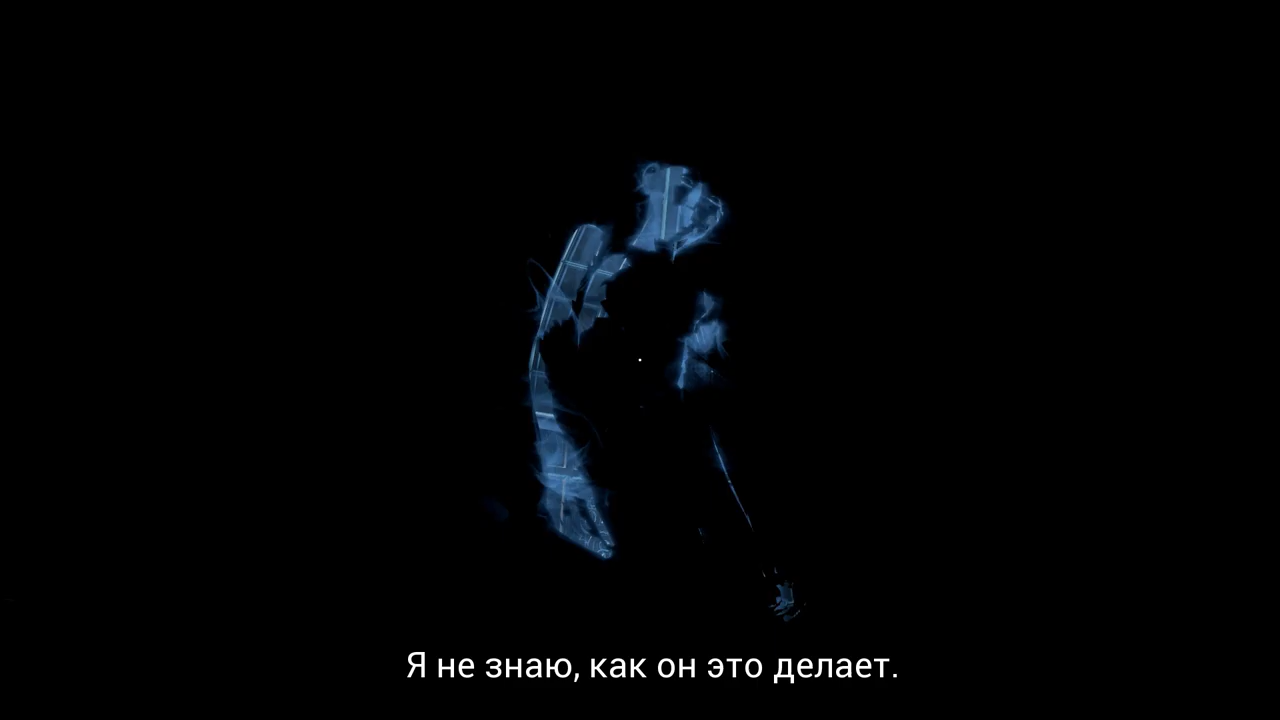 Я не знаю, как он это делает.